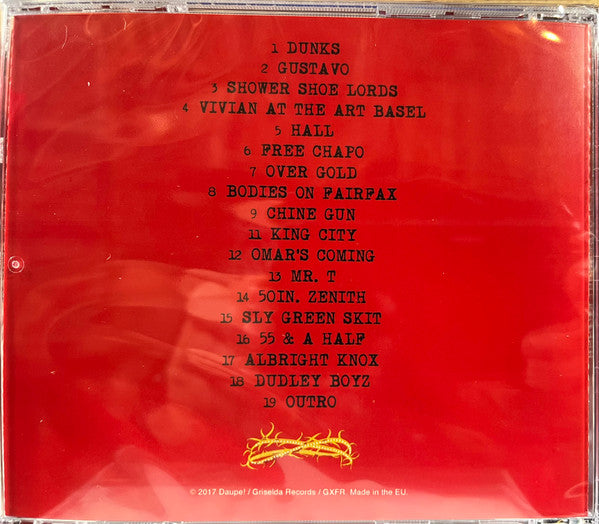 1 DUNKS
2 GUSTAVO
3 SHOWER SHOE LORDS
4 VIVIAN AT THE ART BASEL
5 HALL
6 FREE CHAPO
7 OVER GOLD
8 BODIES ON FAIRFAX
9 CHINE GUN
11 KING CITY
12 OMAR'S COMING
13 MR. T
14 50IN. ZENITH
15 SLY GREEN SKIT
16 55 & A HALF
17 ALBRIGHT KNOX
18 DUDLEY BOYZ
19 OUTRO
© 2017 Daupe! / Griselda Records / GXFR. Made in the EU.